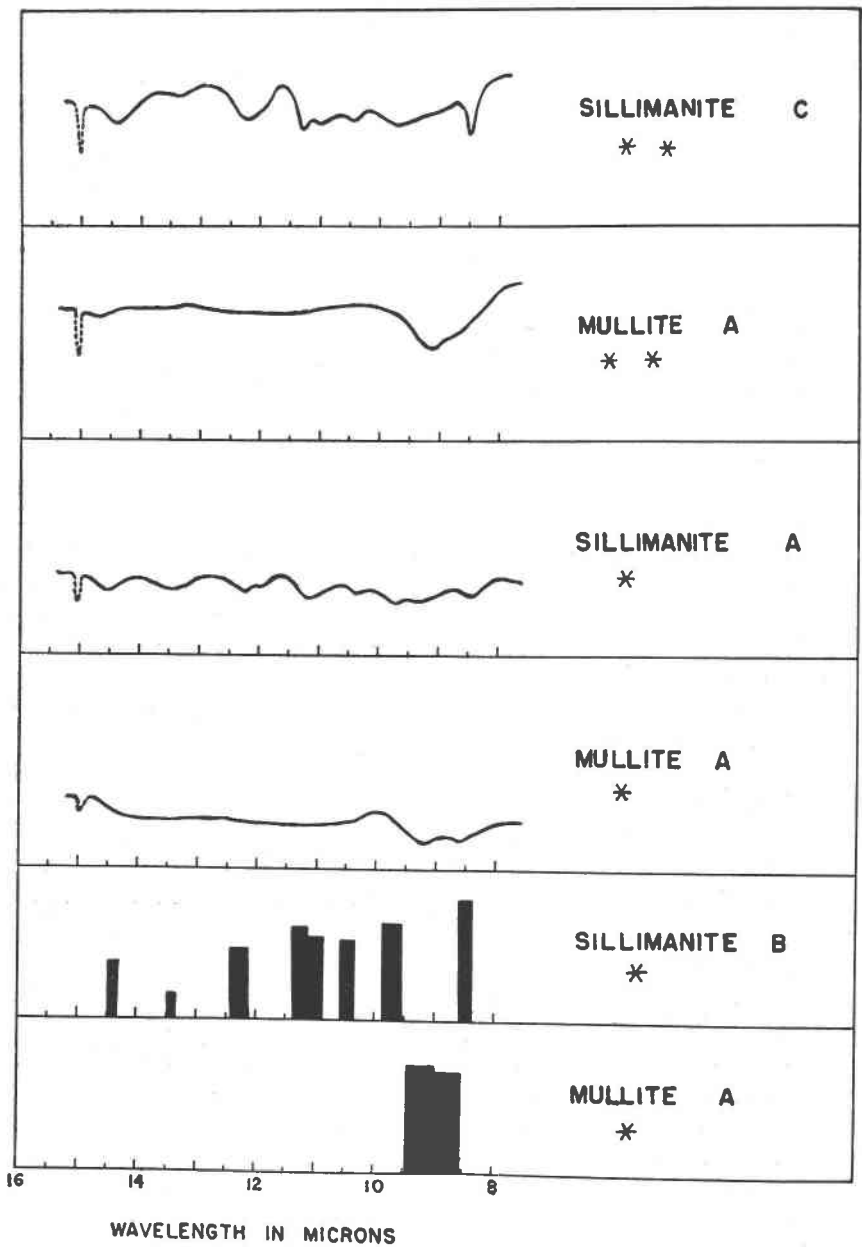 SILLIMANITE C
* *
MULLITE A
* *
SILLIMANITE A
*
MULLITE A
*
SILLIMANITE B
*
MULLITE A
*
16 14 12 10 8
WAVELENGTH IN MICRONS